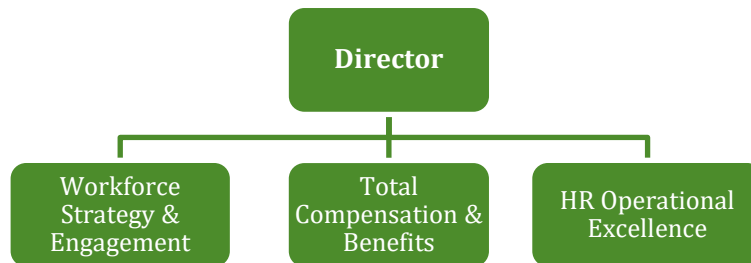 Director
Workforce
Strategy &
Engagement
Total
Compensation &
Benefits
HR Operational
Excellence